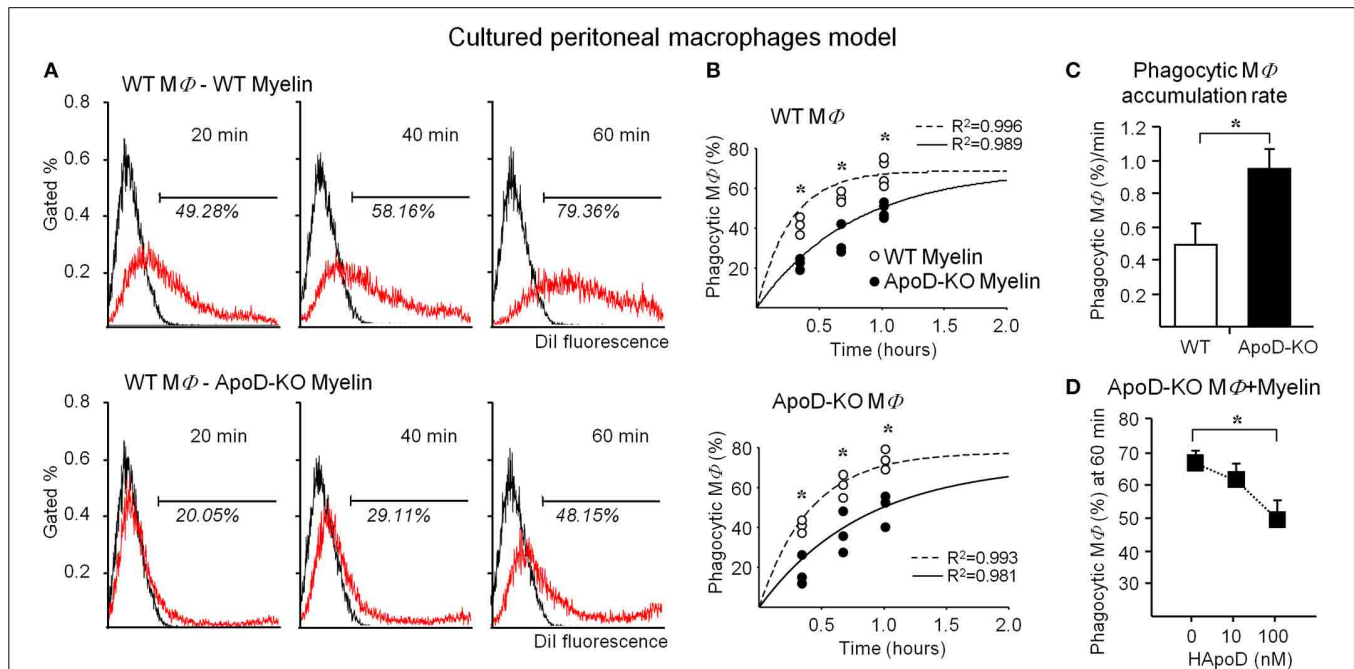 Cultured peritoneal macrophages model
A
WT MΦ - WT Myelin
Gated %
0.8
0.6
0.4
0.2
20 min
49.28%
40 min
58.16%
60 min
79.36%
DiI fluorescence
WT MΦ - ApoD-KO Myelin
Gated %
0.8
0.6
0.4
0.2
20 min
20.05%
40 min
29.11%
60 min
48.15%
DiI fluorescence
B
WT MΦ
R²=0.996
R²=0.989
Phagocytic MΦ (%)
80
60
40
20
* * *
WT Myelin
ApoD-KO Myelin
0.5 1.0 1.5 2.0
Time (hours)
ApoD-KO MΦ
Phagocytic MΦ (%)
80
60
40
20
* * *
R²=0.993
R²=0.981
0.5 1.0 1.5 2.0
Time (hours)
C
Phagocytic MΦ
accumulation rate
Phagocytic MΦ (%)/min
1.2
1.0
0.8
0.6
0.4
0.2
*
WT ApoD-KO
D
ApoD-KO MΦ+Myelin
Phagocytic MΦ (%) at 60 min
80
70
60
50
40
30
*
0 10 100
HApoD (nM)